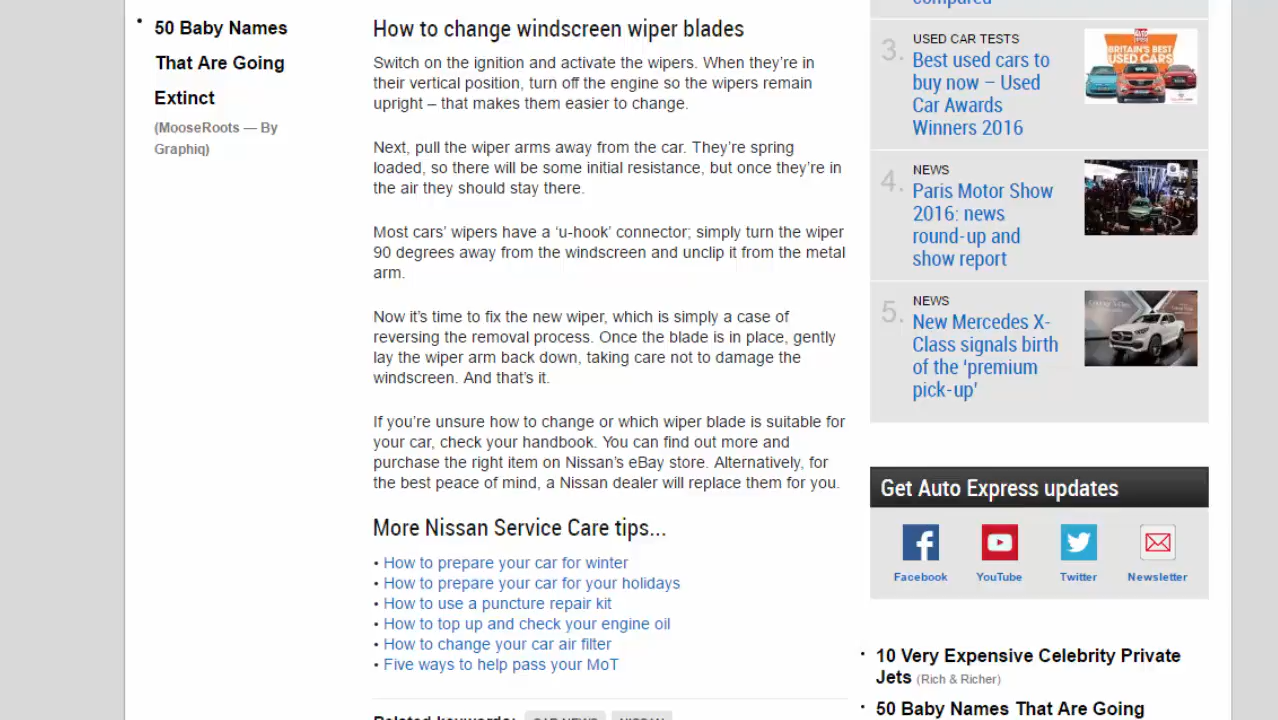 50 Baby Names
That Are Going
Extinct
(MooseRoots — By
Graphiq)
How to change windscreen wiper blades
Switch on the ignition and activate the wipers. When they're in
their vertical position, turn off the engine so the wipers remain
upright – that makes them easier to change.
Next, pull the wiper arms away from the car. They're spring
loaded, so there will be some initial resistance, but once they're in
the air they should stay there.
Most cars' wipers have a 'u-hook' connector; simply turn the wiper
90 degrees away from the windscreen and unclip it from the metal
arm.
Now it's time to fix the new wiper, which is simply a case of
reversing the removal process. Once the blade is in place, gently
lay the wiper arm back down, taking care not to damage the
windscreen. And that's it.
If you're unsure how to change or which wiper blade is suitable for
your car, check your handbook. You can find out more and
purchase the right item on Nissan's eBay store. Alternatively, for
the best peace of mind, a Nissan dealer will replace them for you.
More Nissan Service Care tips...
• How to prepare your car for winter
• How to prepare your car for your holidays
• How to use a puncture repair kit
• How to top up and check your engine oil
• How to change your car air filter
• Five ways to help pass your MoT
Related keywords: CAR NEWS NISSAN
compared
3. USED CAR TESTS
Best used cars to
buy now – Used
Car Awards
Winners 2016
BRITAIN'S BEST
USED CARS
4. NEWS
Paris Motor Show
2016: news
round-up and
show report
5. NEWS
New Mercedes X-
Class signals birth
of the 'premium
pick-up'
Get Auto Express updates
Facebook YouTube Twitter Newsletter
10 Very Expensive Celebrity Private
Jets (Rich & Richer)
50 Baby Names That Are Going